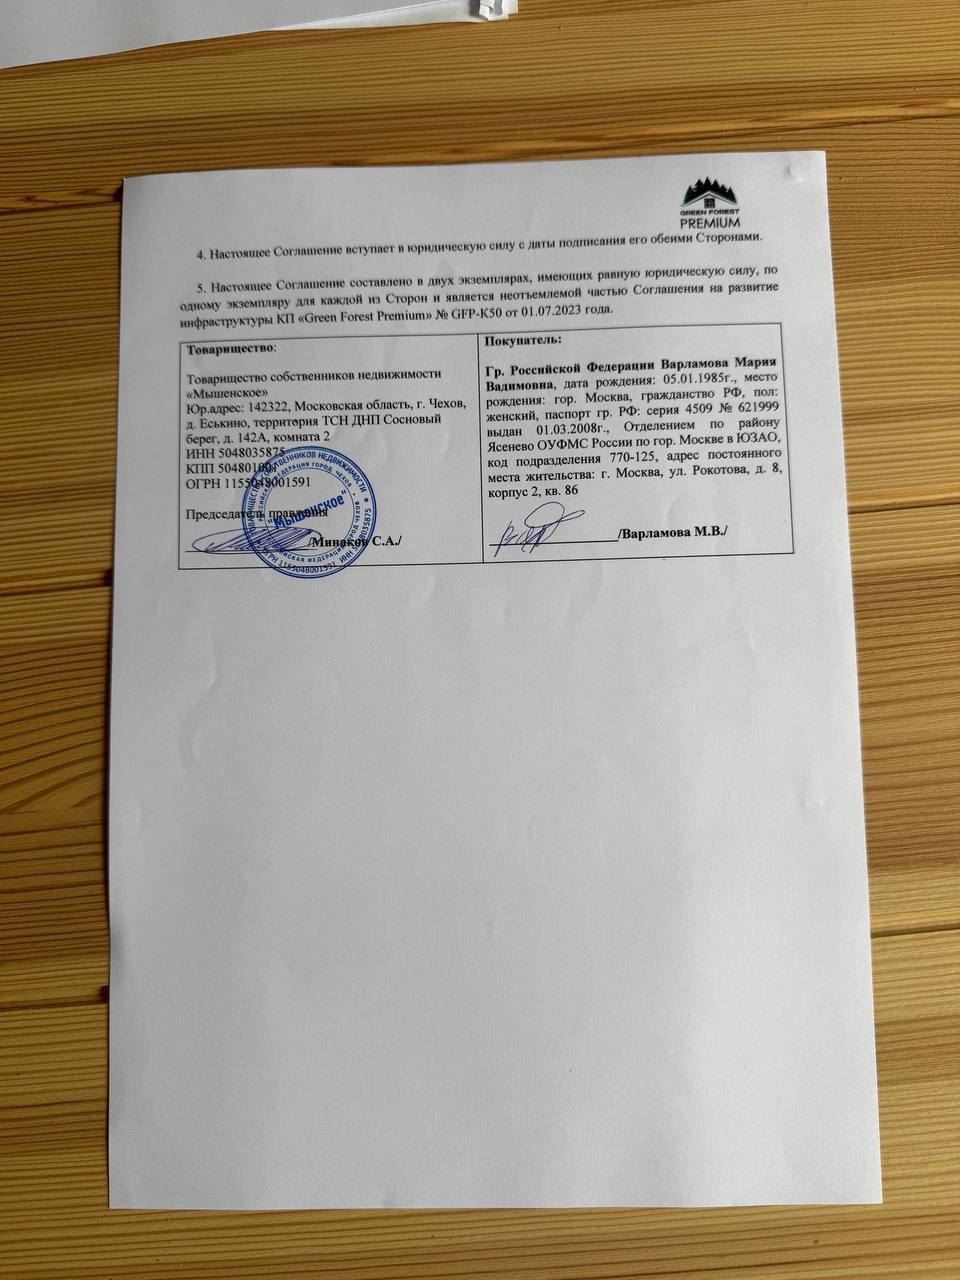 GREEN FOREST
PREMIUM
4. Настоящее Соглашение вступает в юридическую силу с даты подписания его обеими Сторонами.
5. Настоящее Соглашение составлено в двух экземплярах, имеющих равную юридическую силу, по
одному экземпляру для каждой из Сторон и является неотъемлемой частью Соглашения на развитие
инфраструктуры КП «Green Forest Premium» № GFP-К50 от 01.07.2023 года.
Товарищество:
Товарищество собственников недвижимости
«Мышенское»
Юр.адрес: 142322, Московская область, г. Чехов,
д. Еськино, территория ТСН ДНП Сосновый
берег, д. 142А, комната 2
ИНН 5048035875
КПП
ОГРН 1155048001591
Председатель правления
/Минаков С.А./
"Мышенское"
Покупатель:
Гр. Российской Федерации Варламова Мария
Вадимовна, дата рождения: 05.01.1985г., место
рождения: гор. Москва, гражданство РФ, пол:
женский, паспорт гр. РФ: серия 4509 № 621999
выдан 01.03.2008г., Отделением по району
Ясенево ОУФМС России по гор. Москве в ЮЗАО,
код подразделения 770-125, адрес постоянного
места жительства: г. Москва, ул. Рокотова, д. 8,
корпус 2, кв. 86
/Варламова М.В./